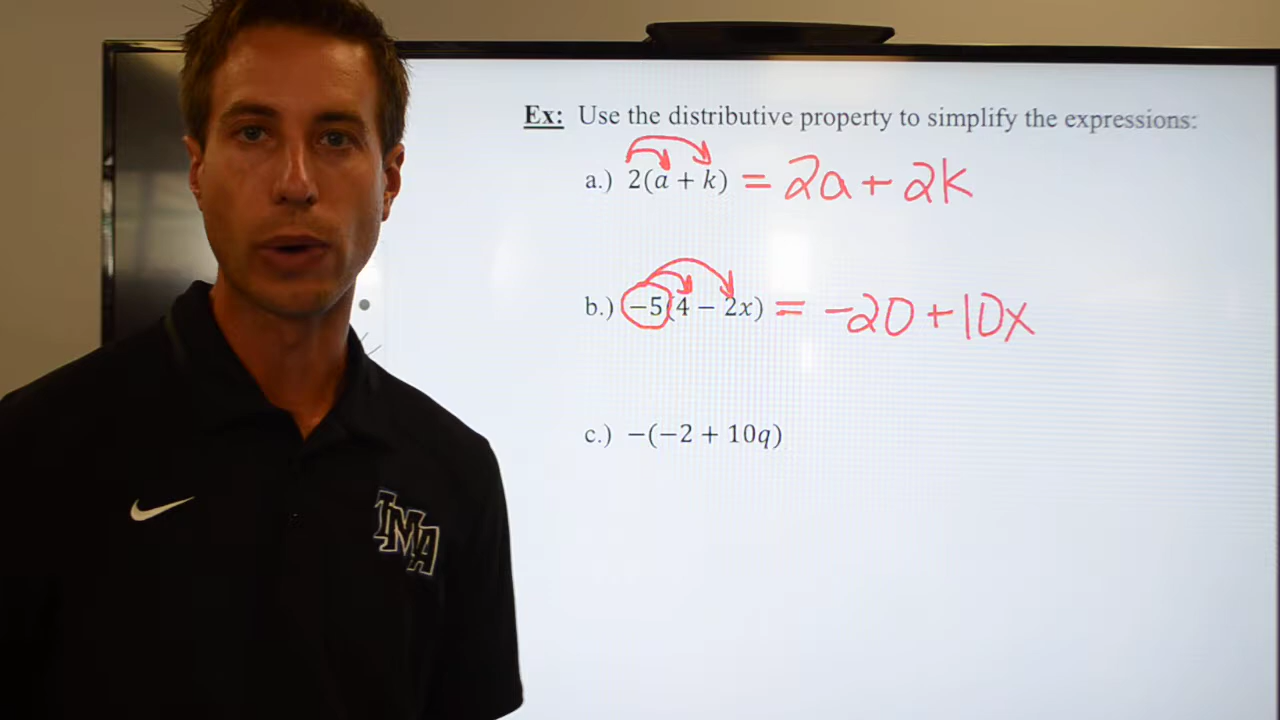 Ex: Use the distributive property to simplify the expressions:
a.) 2(a + k) = 2a + 2k
b.) −5(4 − 2x) = −20 + 10x
c.) −(−2 + 10q)
IMA